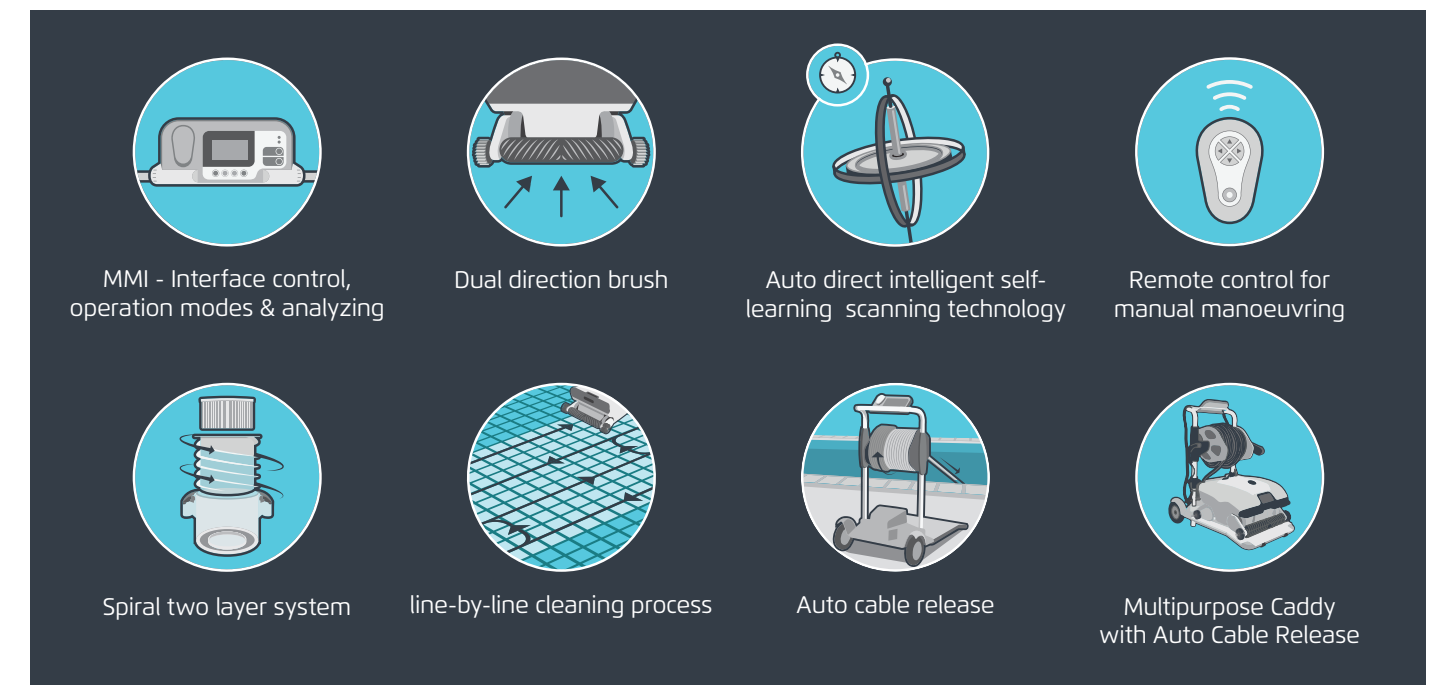 MMI - Interface control,
operation modes & analyzing
Dual direction brush
Auto direct intelligent self-
learning  scanning technology
Remote control for
manual manoeuvring
Spiral two layer system
line-by-line cleaning process
Auto cable release
Multipurpose Caddy
with Auto Cable Release